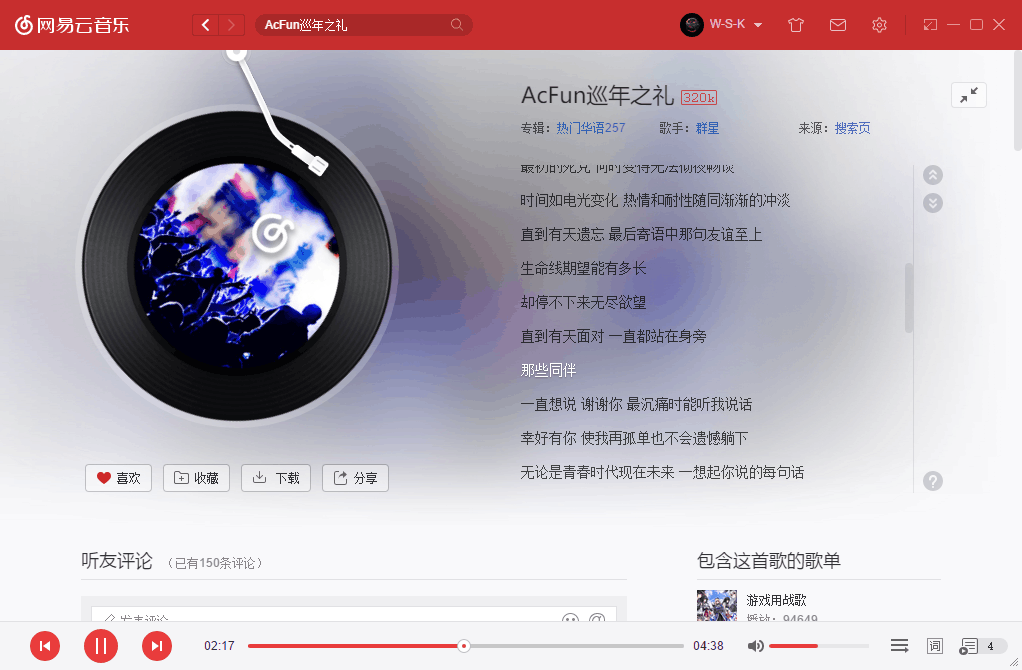 网易云音乐
AcFun巡年之礼
W-S-K
AcFun巡年之礼 320k
专辑：热门华语257 歌手：群星 来源：搜索页
时间如电光变化 热情和耐性随同渐渐的冲淡
直到有天遗忘 最后寄语中那句友谊至上
生命线期望能有多长
却停不下来无尽欲望
直到有天面对 一直都站在身旁
那些同伴
一直想说 谢谢你 最沉痛时能听我说话
幸好有你 使我再孤单也不会遗憾躺下
无论是青春时代现在未来 一想起你说的每句话
喜欢 收藏 下载 分享
听友评论 （已有150条评论）
包含这首歌的歌单
发表评论
游戏用战歌
播放：94649
02:17
04:38
词
4